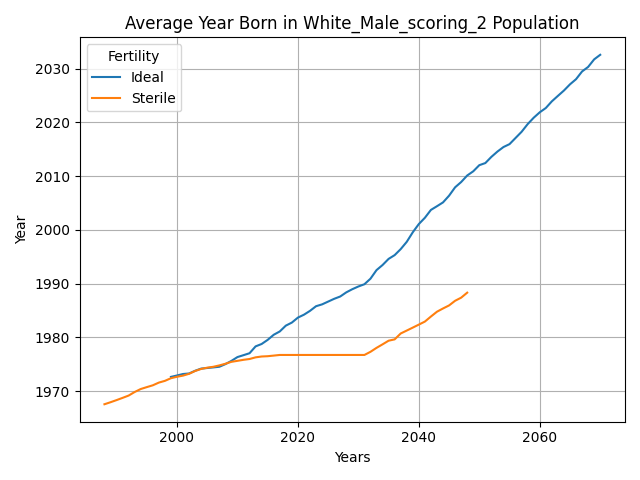 Average Year Born in White_Male_scoring_2 Population
Fertility
Ideal
Sterile
2030
2020
2010
2000
1990
1980
1970
Year
2000 2020 2040 2060
Years